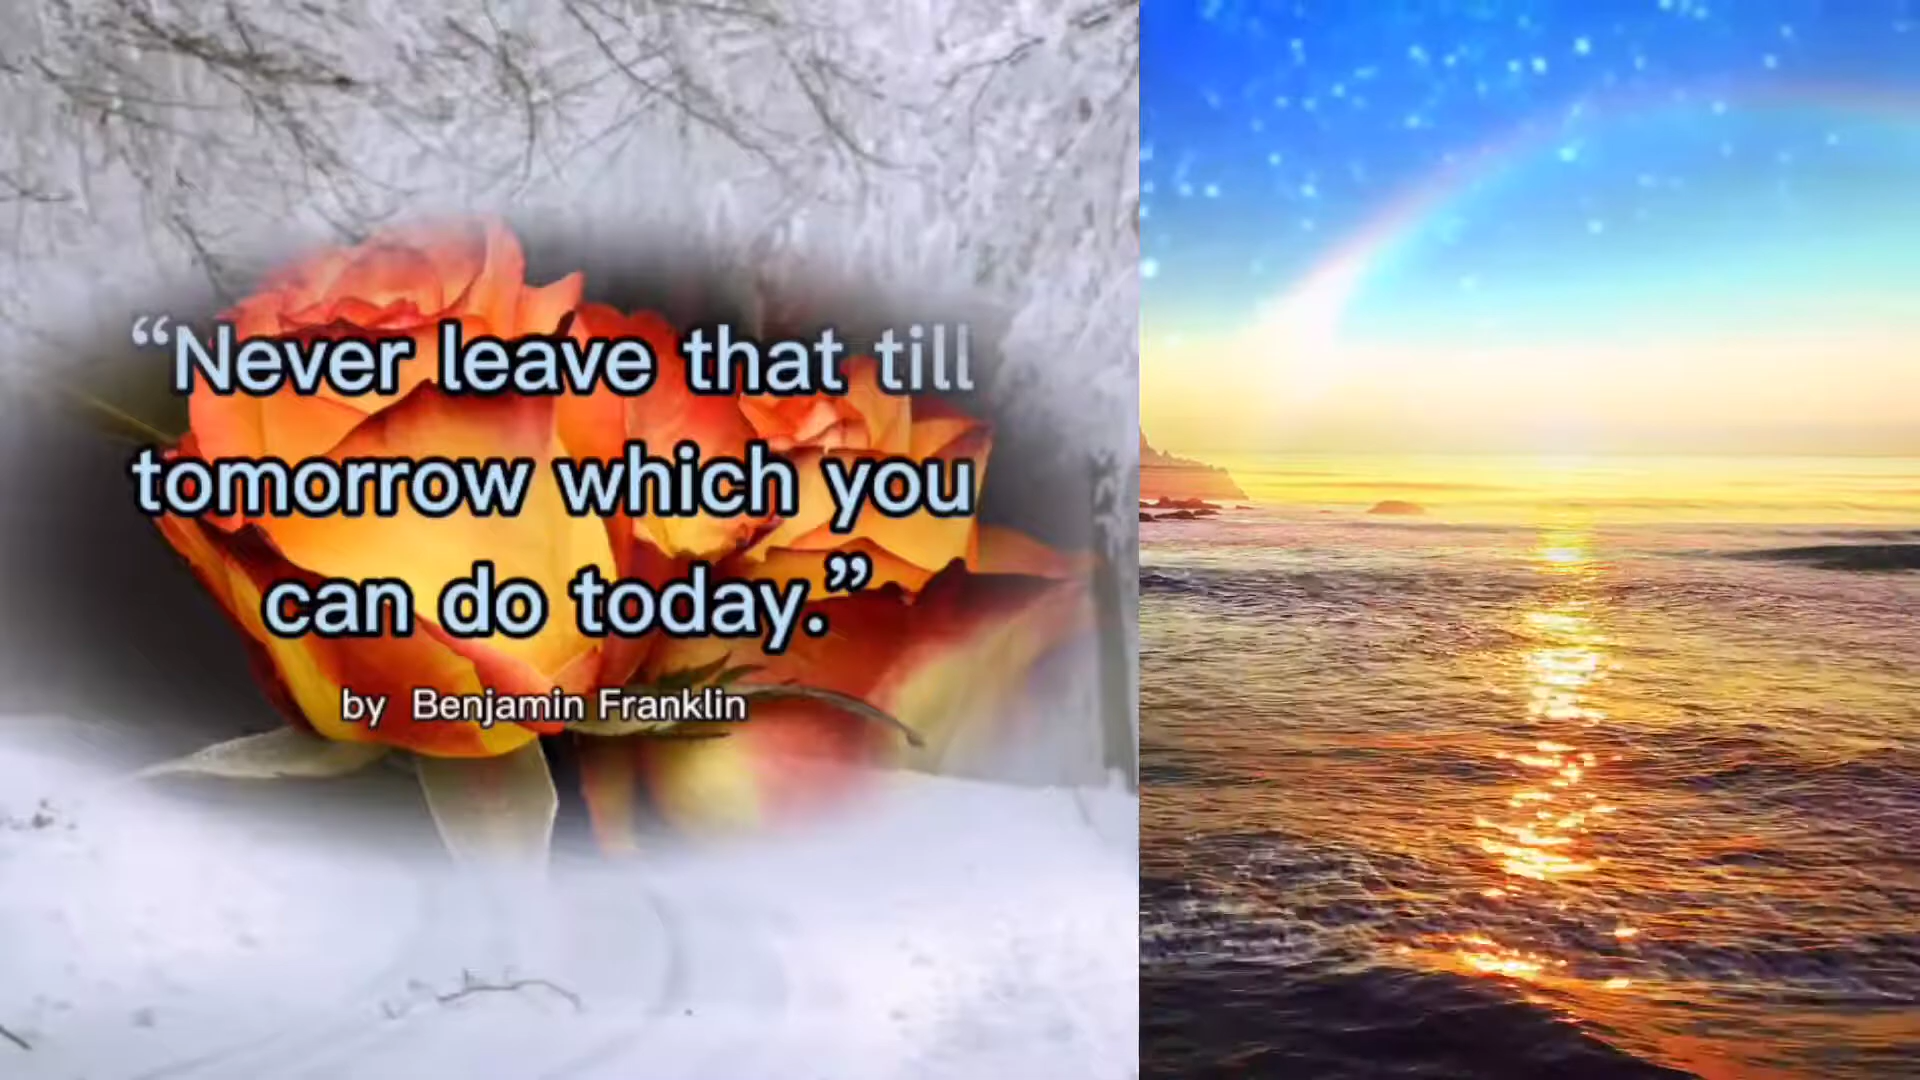 “Never leave that till
tomorrow which you
can do today.”
by Benjamin Franklin